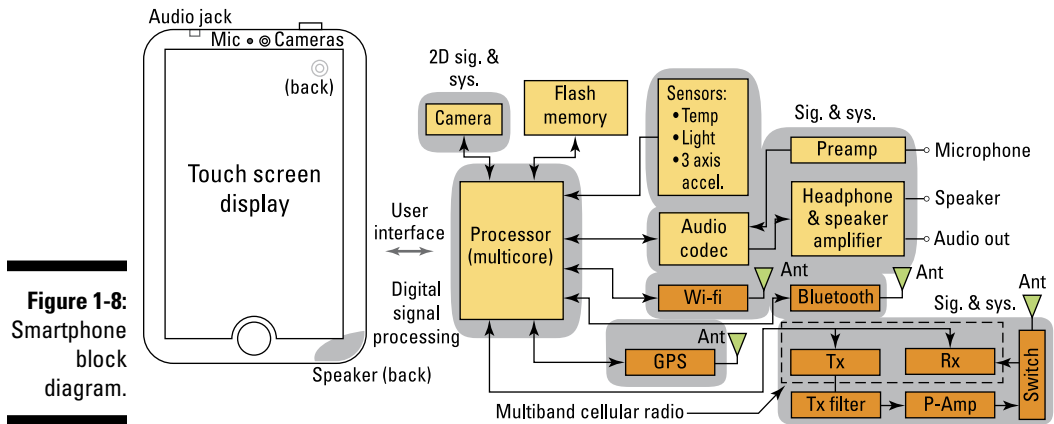 Audio jack
Mic
Cameras
(back)
Touch screen
display
Speaker (back)
User
interface
Digital
signal
processing
2D sig. &
sys.
Camera
Flash
memory
Processor
(multicore)
Sensors:
• Temp
• Light
• 3 axis
accel.
Sig. & sys.
Preamp
Microphone
Headphone
& speaker
amplifier
Speaker
Audio out
Audio
codec
Ant
Wi-fi
Ant
Bluetooth
Ant
GPS
Sig. & sys.
Ant
Tx
Rx
Switch
Tx filter
P-Amp
Multiband cellular radio
Figure 1-8:
Smartphone
block
diagram.